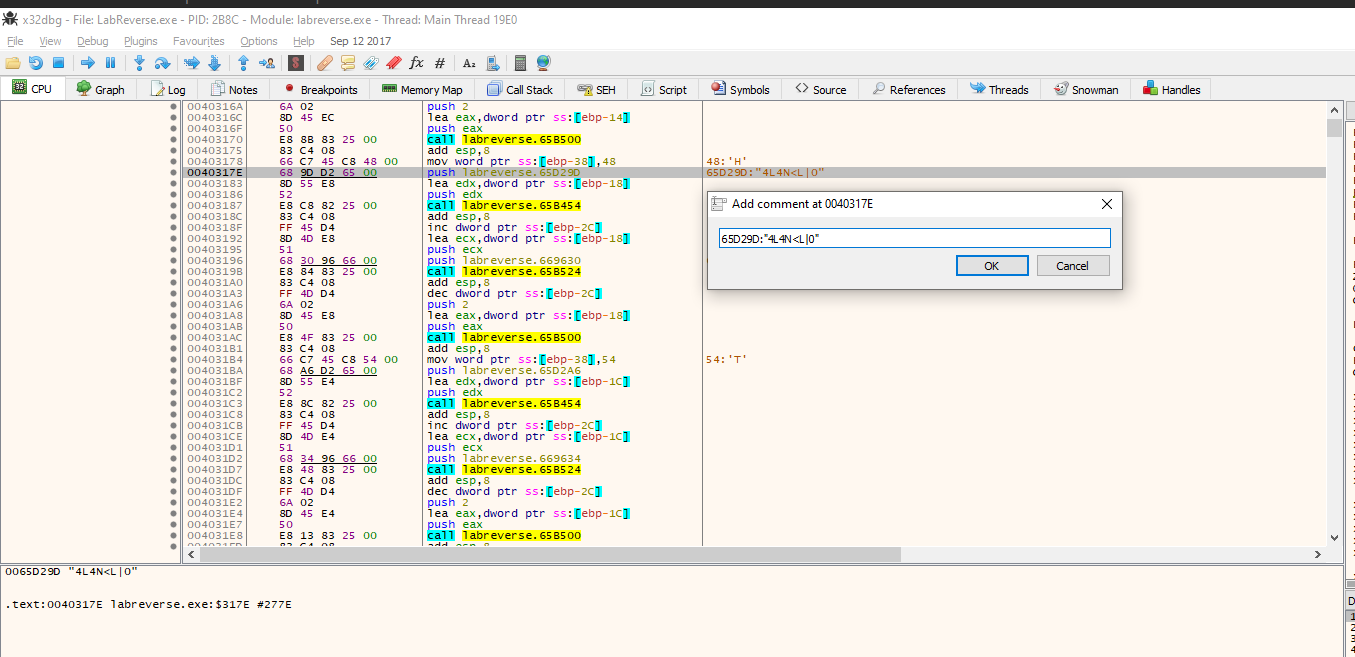 x32dbg - File: LabReverse.exe - PID: 2B8C - Module: labreverse.exe - Thread: Main Thread 19E0
File View Debug Plugins Favourites Options Help Sep 12 2017
CPU Graph Log Notes Breakpoints Memory Map Call Stack SEH Script Symbols Source References Threads Snowman Handles
0040316A 6A 02 push 2
0040316C 8D 45 EC lea eax,dword ptr ss:[ebp-14]
0040316F 50 push eax
00403170 E8 8B 83 25 00 call labreverse.65B500
00403175 83 C4 08 add esp,8
00403178 66 C7 45 C8 48 00 mov word ptr ss:[ebp-38],48 48:'H'
0040317E 68 9D D2 65 00 push labreverse.65D29D 65D29D:"4L4N<L|0"
00403183 8D 55 E8 lea edx,dword ptr ss:[ebp-18]
00403186 52 push edx
00403187 E8 C8 82 25 00 call labreverse.65B454
0040318C 83 C4 08 add esp,8
0040318F FF 45 D4 inc dword ptr ss:[ebp-2C]
00403192 8D 4D E8 lea ecx,dword ptr ss:[ebp-18]
00403195 51 push ecx
00403196 68 30 96 66 00 push labreverse.669630
0040319B E8 84 83 25 00 call labreverse.65B524
004031A0 83 C4 08 add esp,8
004031A3 FF 4D D4 dec dword ptr ss:[ebp-2C]
004031A6 6A 02 push 2
004031A8 8D 45 E8 lea eax,dword ptr ss:[ebp-18]
004031AB 50 push eax
004031AC E8 4F 83 25 00 call labreverse.65B500
004031B1 83 C4 08 add esp,8
004031B4 66 C7 45 C8 54 00 mov word ptr ss:[ebp-38],54 54:'T'
004031BA 68 A6 D2 65 00 push labreverse.65D2A6
004031BF 8D 55 E4 lea edx,dword ptr ss:[ebp-1C]
004031C2 52 push edx
004031C3 E8 8C 82 25 00 call labreverse.65B454
004031C8 83 C4 08 add esp,8
004031CB FF 45 D4 inc dword ptr ss:[ebp-2C]
004031CE 8D 4D E4 lea ecx,dword ptr ss:[ebp-1C]
004031D1 51 push ecx
004031D2 68 34 96 66 00 push labreverse.669634
004031D7 E8 48 83 25 00 call labreverse.65B524
004031DC 83 C4 08 add esp,8
004031DF FF 4D D4 dec dword ptr ss:[ebp-2C]
004031E2 6A 02 push 2
004031E4 8D 45 E4 lea eax,dword ptr ss:[ebp-1C]
004031E7 50 push eax
004031E8 E8 13 83 25 00 call labreverse.65B500
Add comment at 0040317E
65D29D:"4L4N<L|0"
OK Cancel
0065D29D "4L4N<L|0"
.text:0040317E labreverse.exe:$317E #277E